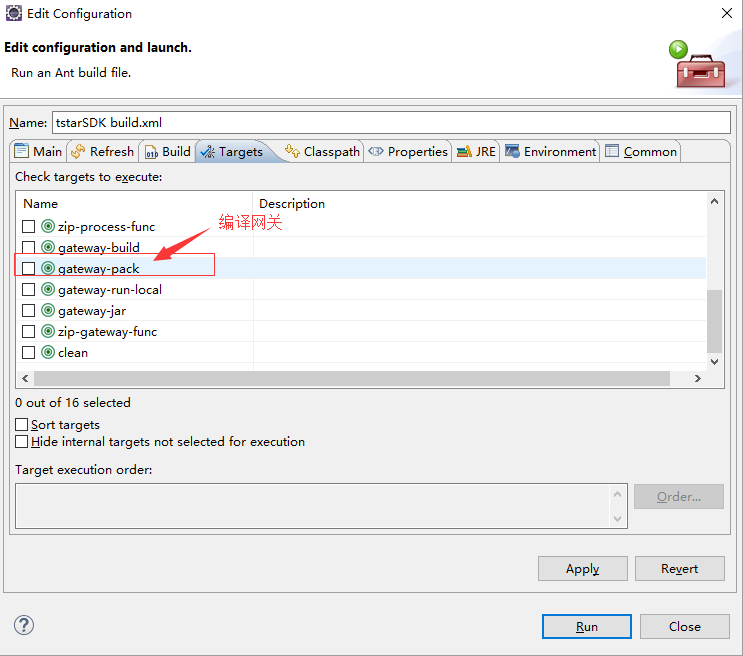 Edit Configuration
Edit configuration and launch.
Run an Ant build file.
Name: tstarSDK build.xml
Main Refresh Build Targets Classpath Properties JRE Environment Common
Check targets to execute:
Name Description
zip-process-func
编译网关
gateway-build
gateway-pack
gateway-run-local
gateway-jar
zip-gateway-func
clean
0 out of 16 selected
Sort targets
Hide internal targets not selected for execution
Target execution order:
Order...
Apply Revert
Run Close